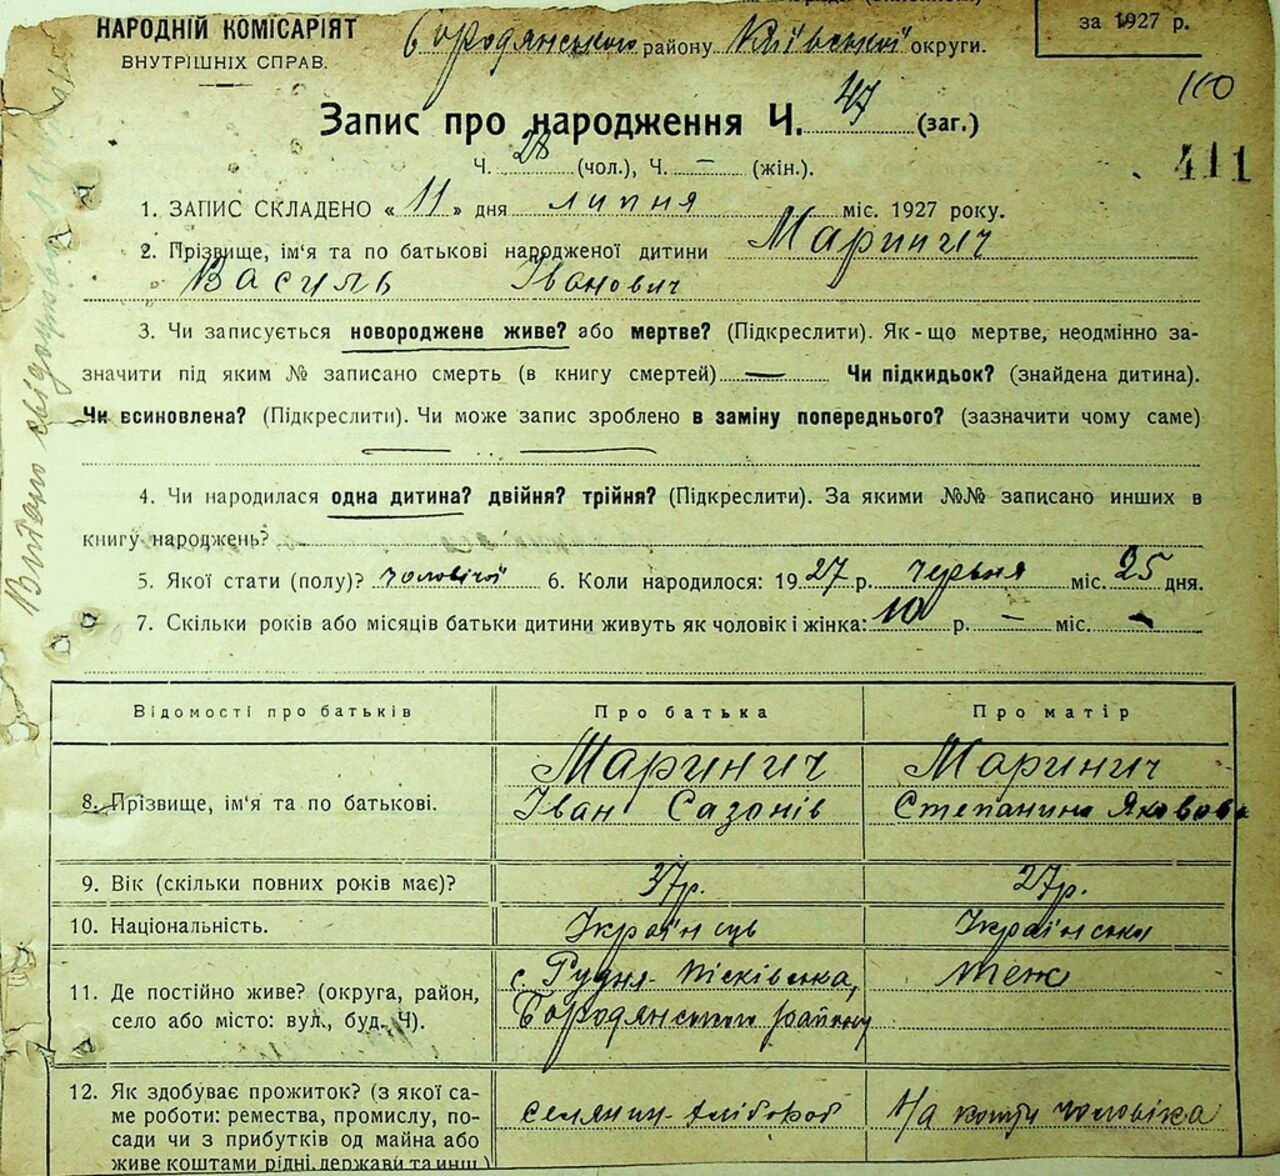 НАРОДНІЙ КОМІСАРІЯТ
ВНУТРІШНІХ СПРАВ.
Бородянського району Київської округи.
за 1927 р.
110
411
Запис про народження Ч. 47 (заг.)
Ч. 28 (чол.), Ч. — (жін.).
1. ЗАПИС СКЛАДЕНО «11» дня липня міс. 1927 року.
2. Прізвище, ім'я та по батькові народженої дитини Маринич
Василь Іванович
3. Чи записується новороджене живе? або мертве? (Підкреслити). Як-що мертве, неодмінно за-
значити під яким № записано смерть (в книгу смертей) — Чи підкидьок? (знайдена дитина).
Чи всиновлена? (Підкреслити). Чи може запис зроблено в заміну попереднього? (зазначити чому саме)
4. Чи народилася одна дитина? двійня? трійня? (Підкреслити). За якими №№ записано инших в
книгу народжень?
5. Якої стати (полу)? чоловічої 6. Коли народилося: 1927 р. червня міс. 25 дня.
7. Скільки років або місяців батьки дитини живуть як чоловік і жінка: 10 р. — міс. —
Відомості про батьків Про батька Про матір
8. Прізвище, ім'я та по батькові. Маринич Маринич
Іван Сазонів Степанина Яковова
9. Вік (скільки повних років має)? 37р. 27р.
10. Національність. Українець Українська
11. Де постійно живе? (округа, район, село або місто: вул., буд. Ч). с. Рудня-Пісківська, теж
Бородянського району
12. Як здобуває прожиток? (з якої са-
ме роботи: ремества, промислу, по- селянин-хлібороб На кошти чоловіка
сади чи з прибутків од майна або
живе коштами рідні, держави та инш.)
Видано свідоцтво